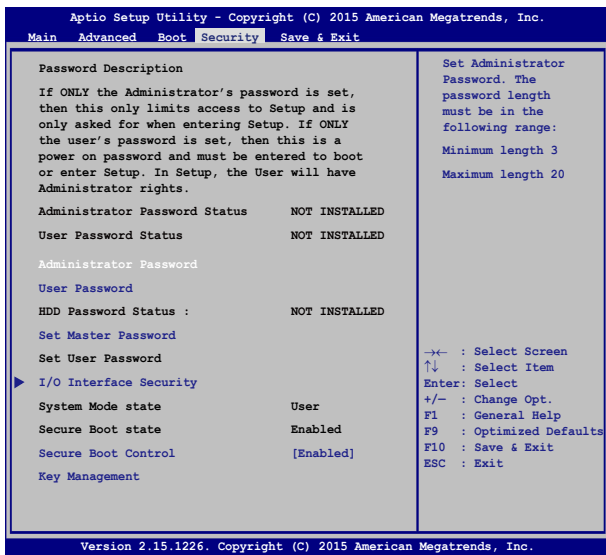 Aptio Setup Utility - Copyright (C) 2015 American Megatrends, Inc.
Main Advanced Boot Security Save & Exit
Password Description
If ONLY the Administrator’s password is set,
then this only limits access to Setup and is
only asked for when entering Setup. If ONLY
the user’s password is set, then this is a
power on password and must be entered to boot
or enter Setup. In Setup, the User will have
Administrator rights.
Administrator Password Status NOT INSTALLED
User Password Status NOT INSTALLED
Administrator Password
User Password
HDD Password Status : NOT INSTALLED
Set Master Password
Set User Password
I/O Interface Security
System Mode state User
Secure Boot state Enabled
Secure Boot Control [Enabled]
Key Management
Set Administrator
Password. The
password length
must be in the
following range:
Minimum length 3
Maximum length 20
→← : Select Screen
↑↓ : Select Item
Enter: Select
+/— : Change Opt.
F1 : General Help
F9 : Optimized Defaults
F10 : Save & Exit
ESC : Exit
Version 2.15.1226. Copyright (C) 2015 American Megatrends, Inc.